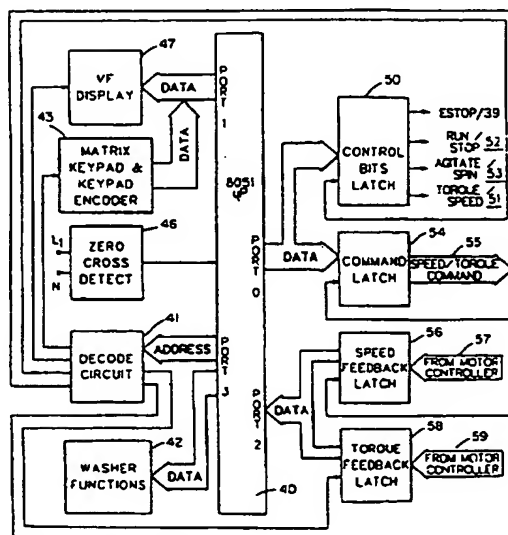 47
VF
DISPLAY
DATA
PORT 1
43
MATRIX
KEYPAD &
KEYPAD
ENCODER
DATA
8051
µP
46
L1
N
ZERO
CROSS
DETECT
41
DECODE
CIRCUIT
ADDRESS
PORT 3
42
WASHER
FUNCTIONS
DATA
40
PORT 0
DATA
50
CONTROL
BITS
LATCH
ESTOP/39
RUN/
STOP 52
AGITATE/
SPIN 53
TORQUE/
SPEED 51
54
COMMAND
LATCH
55
SPEED/TORQUE
COMMAND
PORT 2
DATA
56
SPEED
FEEDBACK
LATCH
57
FROM MOTOR
CONTROLLER
58
TORQUE
FEEDBACK
LATCH
59
FROM MOTOR
CONTROLLER